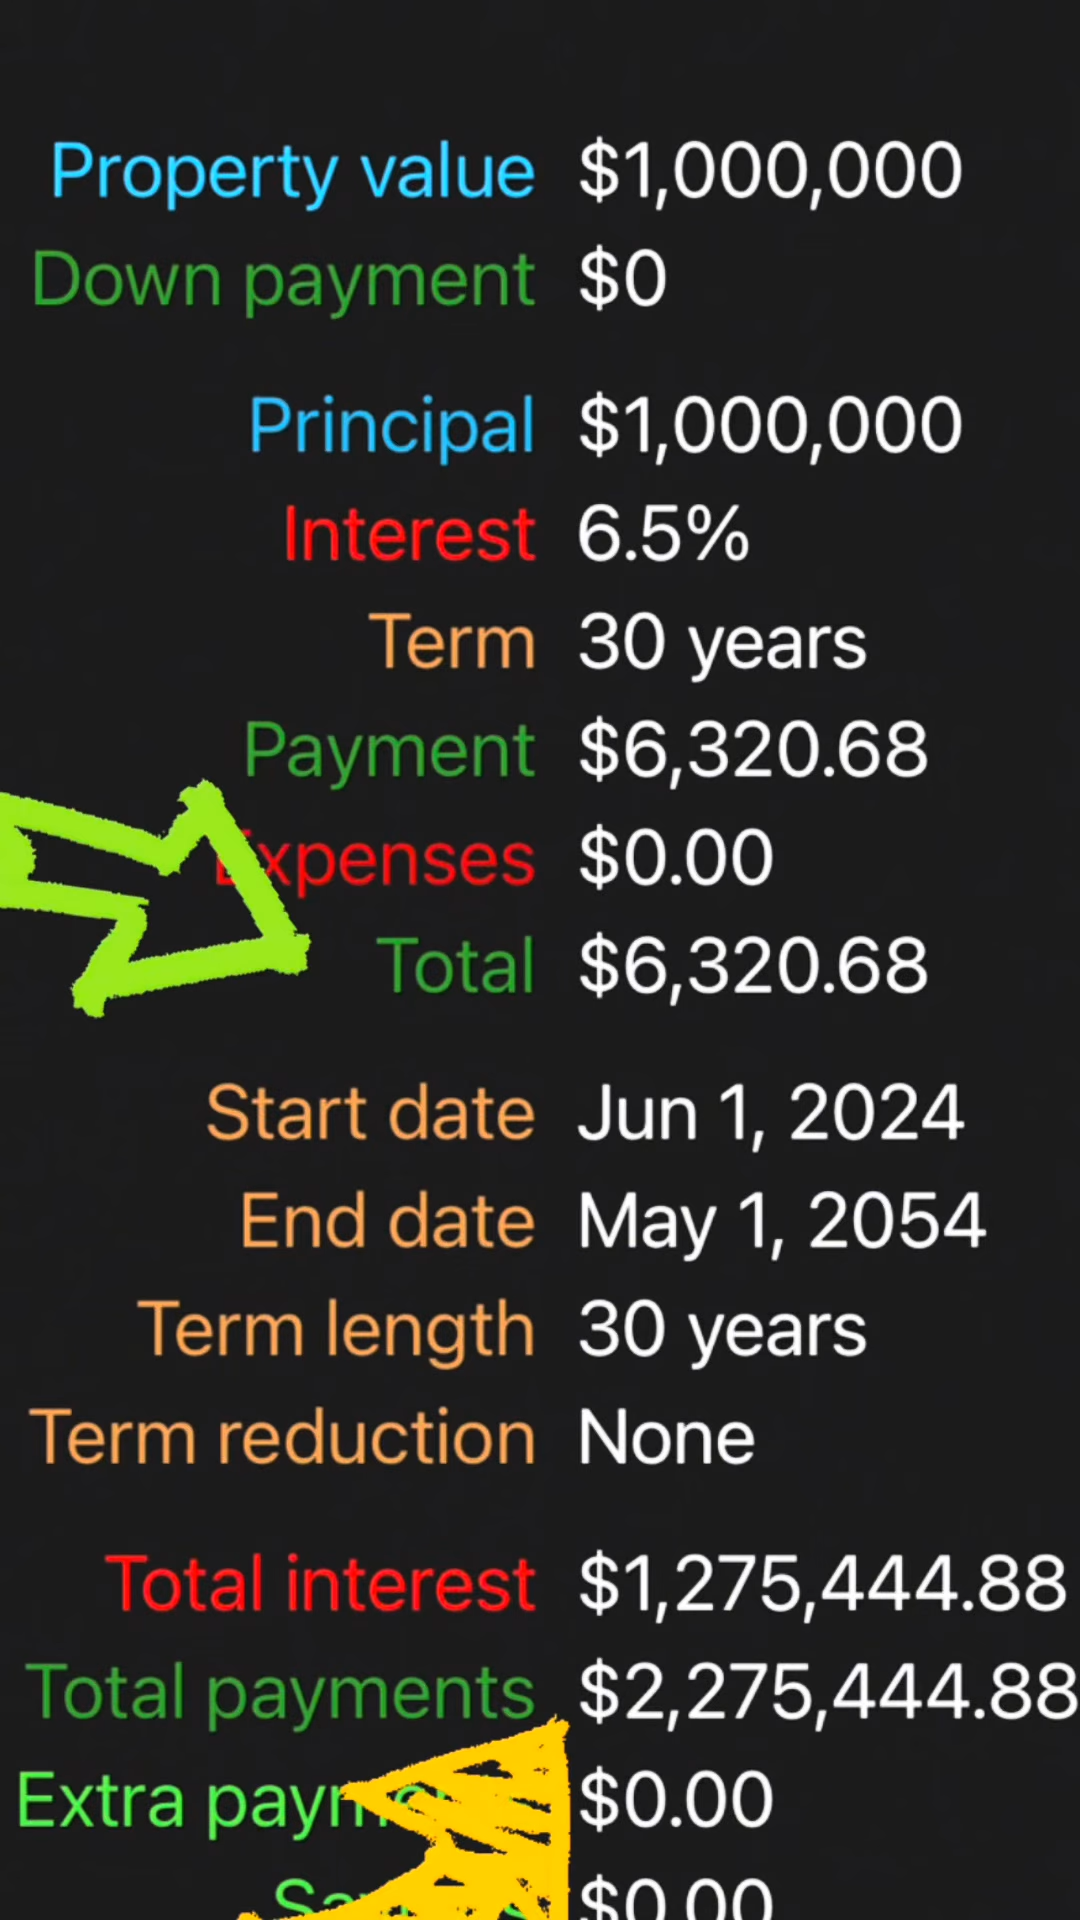 Property value $1,000,000
Down payment $0
Principal $1,000,000
Interest 6.5%
Term 30 years
Payment $6,320.68
Expenses $0.00
Total $6,320.68
Start date Jun 1, 2024
End date May 1, 2054
Term length 30 years
Term reduction None
Total interest $1,275,444.88
Total payments $2,275,444.88
Extra $0.00
$0.00